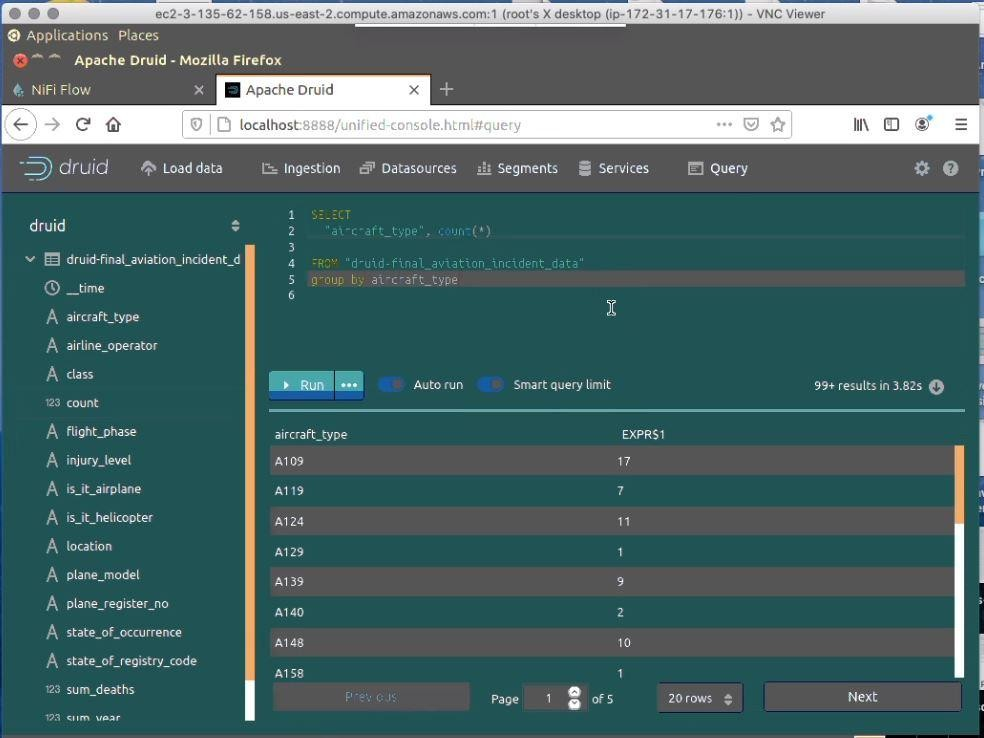 ec2-3-135-62-158.us-east-2.compute.amazonaws.com:1 (root's X desktop (ip-172-31-17-176:1)) - VNC Viewer
Applications Places
Apache Druid - Mozilla Firefox
NiFi Flow
Apache Druid
localhost:8888/unified-console.html#query
druid Load data Ingestion Datasources Segments Services Query
druid
druid-final_aviation_incident_d
__time
aircraft_type
airline_operator
class
123 count
flight_phase
injury_level
is_it_airplane
is_it_helicopter
location
plane_model
plane_register_no
state_of_occurrence
state_of_registry_code
123 sum_deaths
123 sum_year
1 SELECT
2 "aircraft_type", count(*)
3
4 FROM "druid-final_aviation_incident_data"
5 group by aircraft_type
6
Run Auto run Smart query limit 99+ results in 3.82s
aircraft_type EXPR$1
A109 17
A119 7
A124 11
A129 1
A139 9
A140 2
A148 10
A158 1
Previous Page 1 of 5 20 rows Next